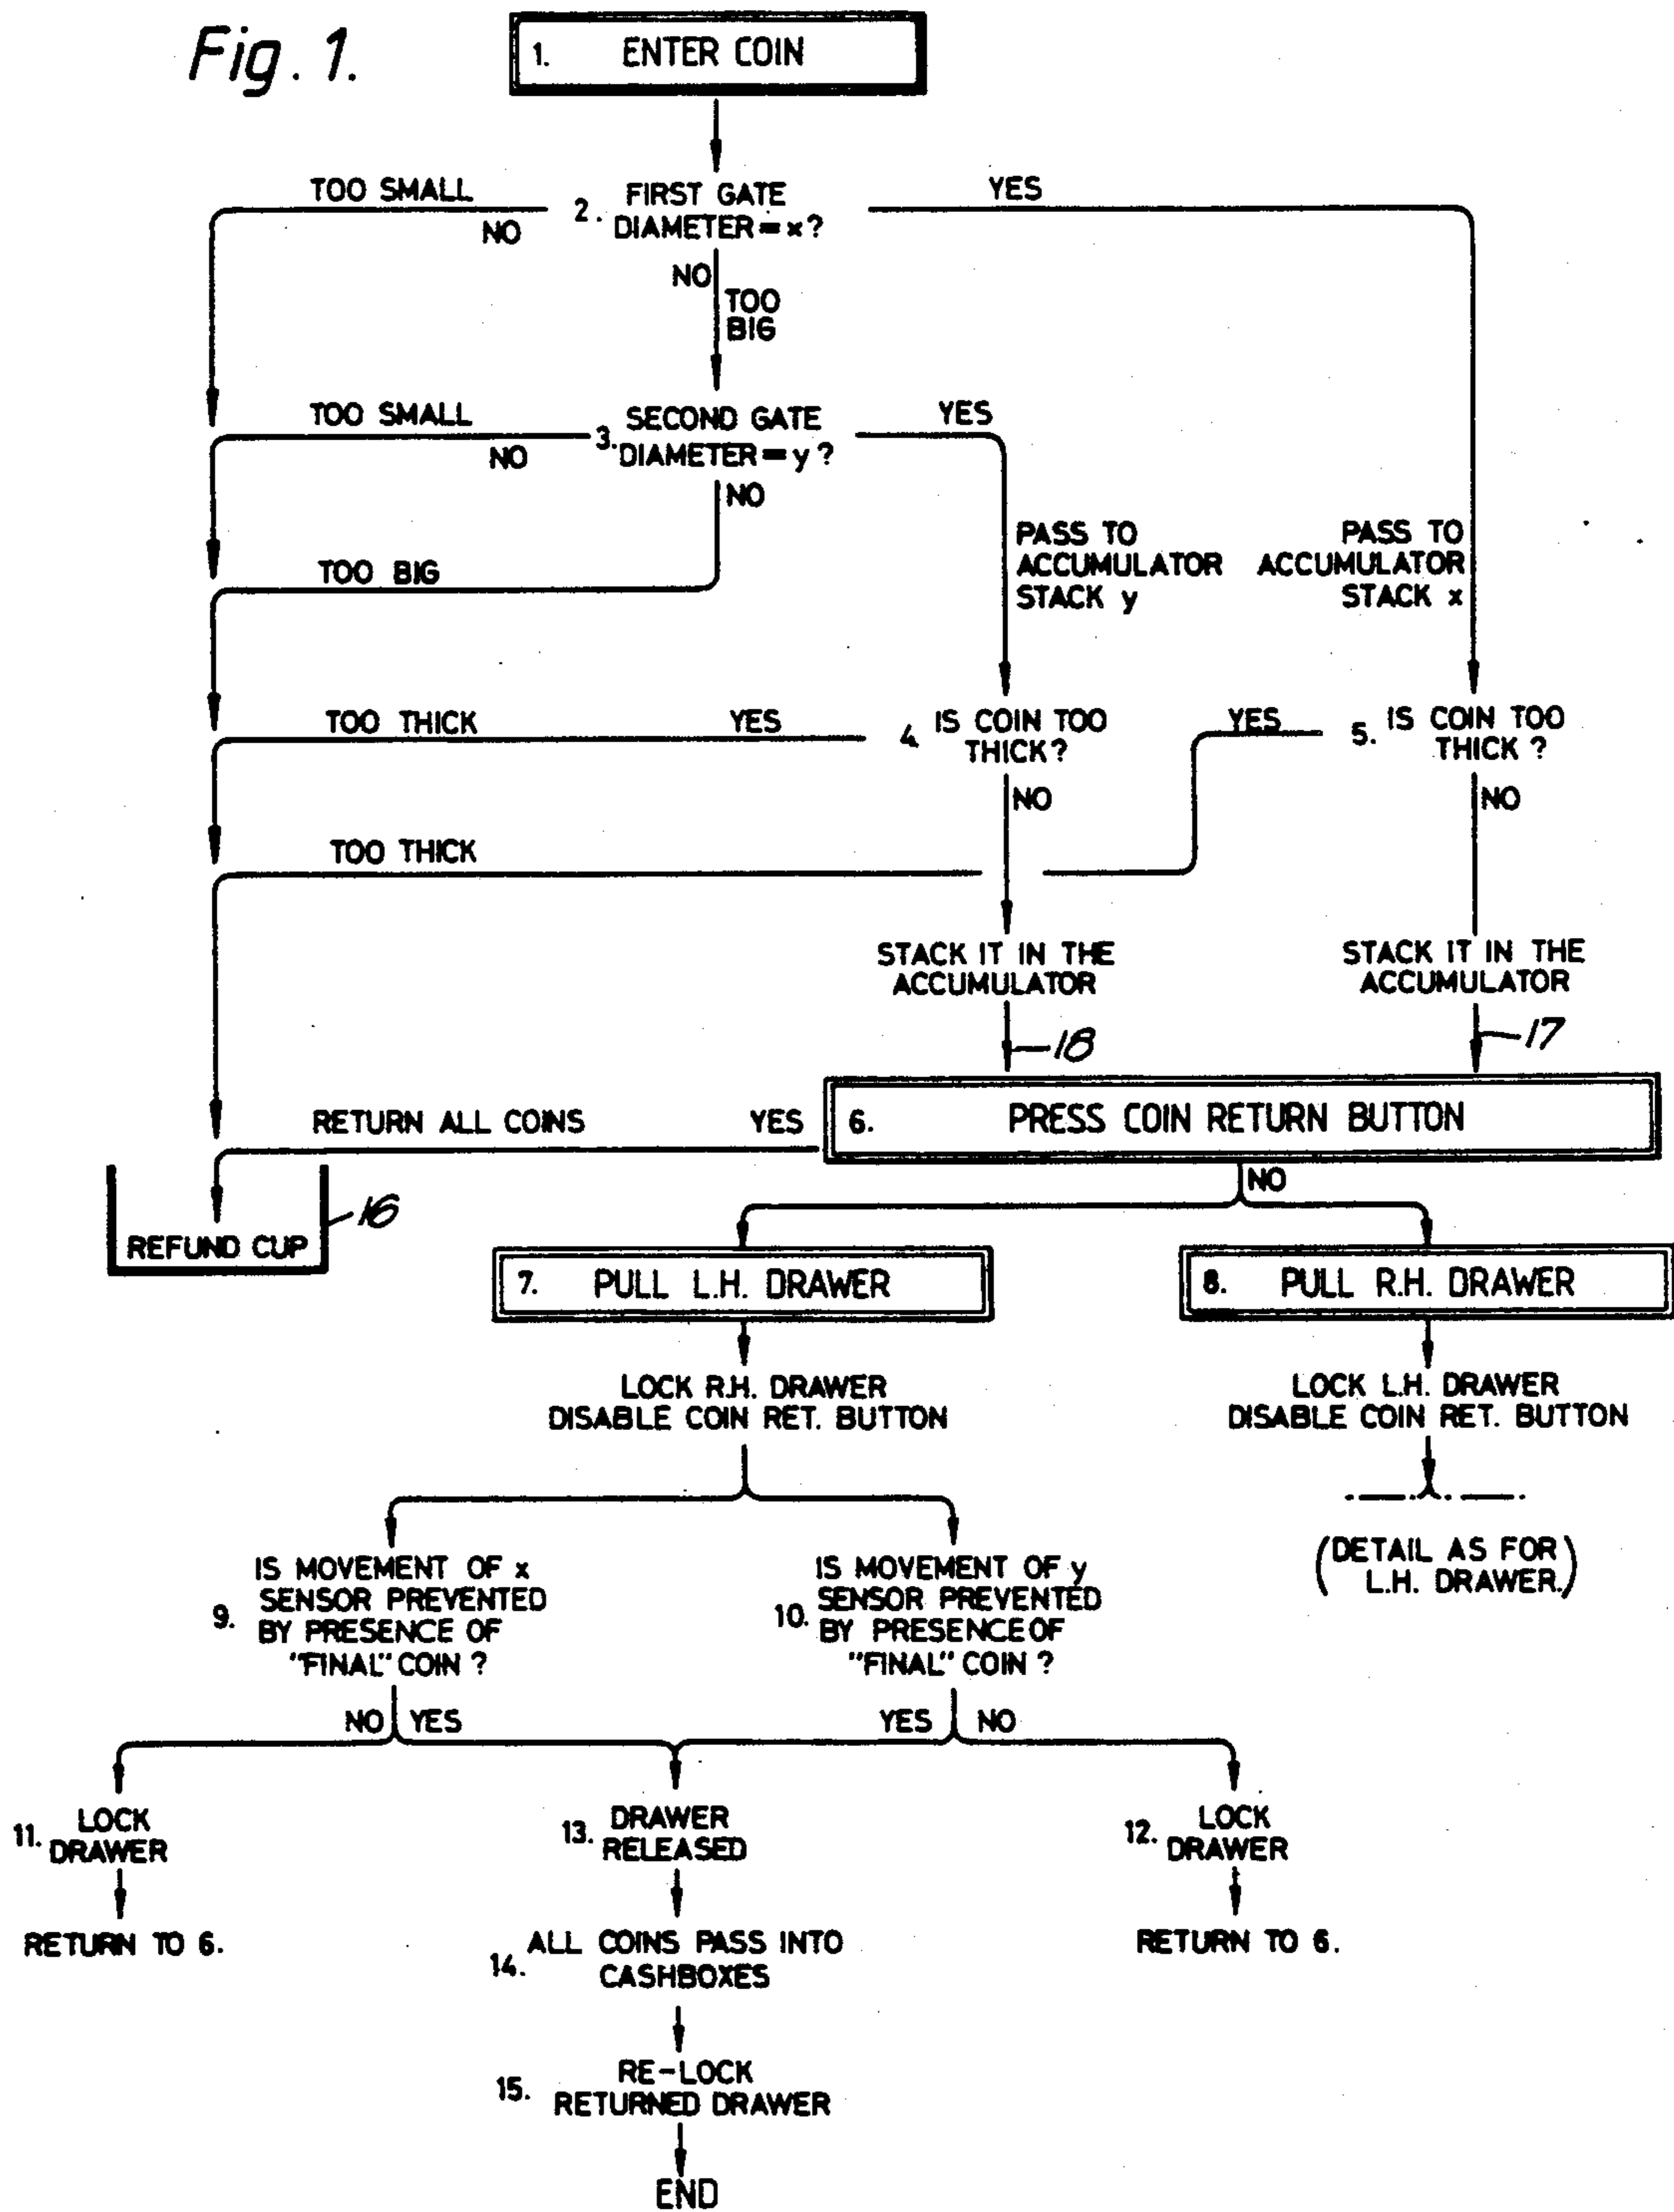 Fig. 1.
1. ENTER COIN
TOO SMALL
NO
2. FIRST GATE
DIAMETER = x?
YES
NO
TOO
BIG
TOO SMALL
NO
3. SECOND GATE
DIAMETER = y?
YES
NO
TOO BIG
PASS TO
ACCUMULATOR
STACK y
PASS TO
ACCUMULATOR
STACK x
TOO THICK
YES
4. IS COIN TOO
THICK?
YES
5. IS COIN TOO
THICK?
NO
NO
TOO THICK
STACK IT IN THE
ACCUMULATOR
STACK IT IN THE
ACCUMULATOR
18
17
RETURN ALL COINS
YES
6. PRESS COIN RETURN BUTTON
NO
REFUND CUP
16
7. PULL L.H. DRAWER
8. PULL R.H. DRAWER
LOCK R.H. DRAWER
DISABLE COIN RET. BUTTON
LOCK L.H. DRAWER
DISABLE COIN RET. BUTTON
(DETAIL AS FOR
L.H. DRAWER.)
9. IS MOVEMENT OF x
SENSOR PREVENTED
BY PRESENCE OF
"FINAL" COIN ?
10. IS MOVEMENT OF y
SENSOR PREVENTED
BY PRESENCE OF
"FINAL" COIN ?
NO YES
YES NO
11. LOCK
DRAWER
13. DRAWER
RELEASED
12. LOCK
DRAWER
RETURN TO 6.
14. ALL COINS PASS INTO
CASHBOXES
RETURN TO 6.
15. RE-LOCK
RETURNED DRAWER
END